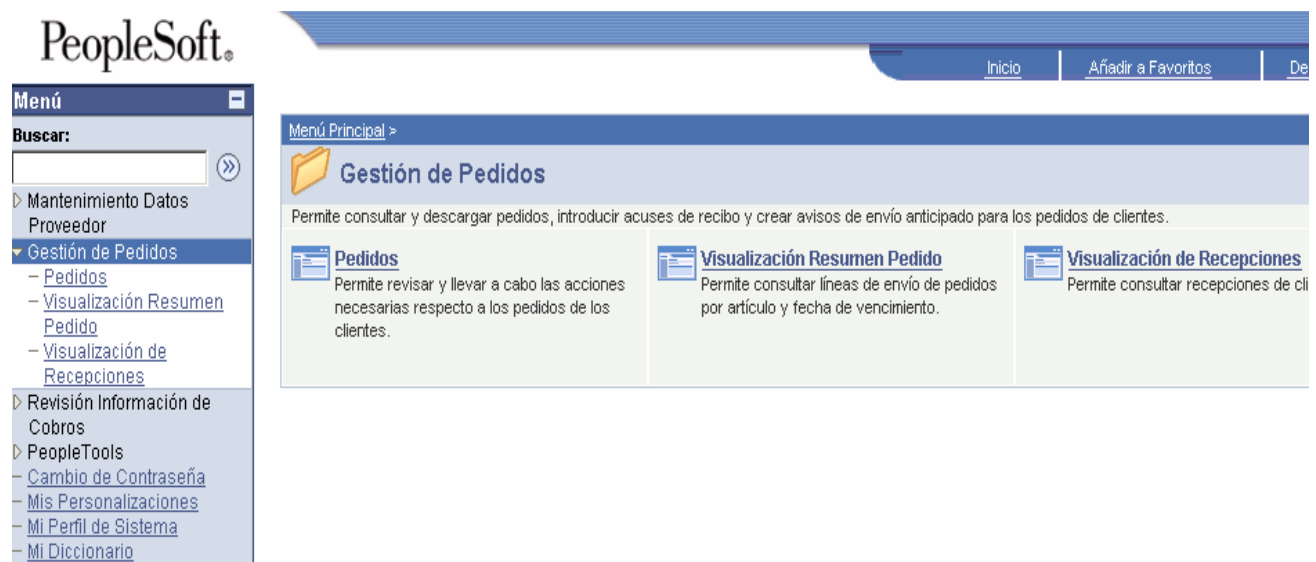 PeopleSoft®
Inicio
Añadir a Favoritos
De
Menú
Buscar:
Mantenimiento Datos
Proveedor
Gestión de Pedidos
– Pedidos
– Visualización Resumen
Pedido
– Visualización de
Recepciones
Revisión Información de
Cobros
PeopleTools
– Cambio de Contraseña
– Mis Personalizaciones
– Mi Perfil de Sistema
– Mi Diccionario
Menú Principal >
Gestión de Pedidos
Permite consultar y descargar pedidos, introducir acuses de recibo y crear avisos de envío anticipado para los pedidos de clientes.
Pedidos
Permite revisar y llevar a cabo las acciones
necesarias respecto a los pedidos de los
clientes.
Visualización Resumen Pedido
Permite consultar líneas de envío de pedidos
por artículo y fecha de vencimiento.
Visualización de Recepciones
Permite consultar recepciones de cli